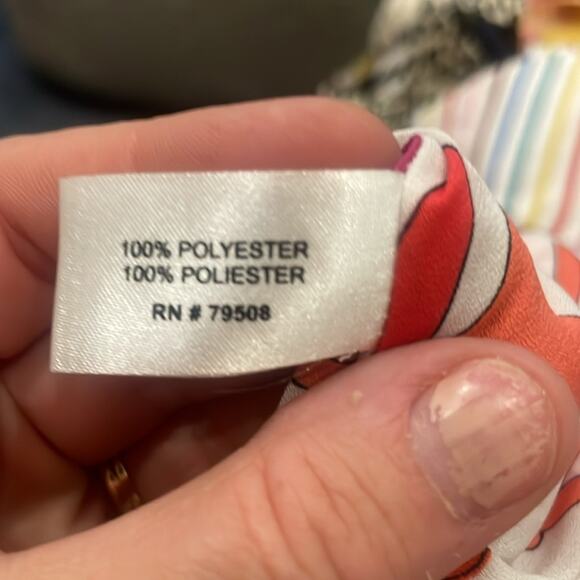 100% POLYESTER
100% POLIESTER
RN # 79508